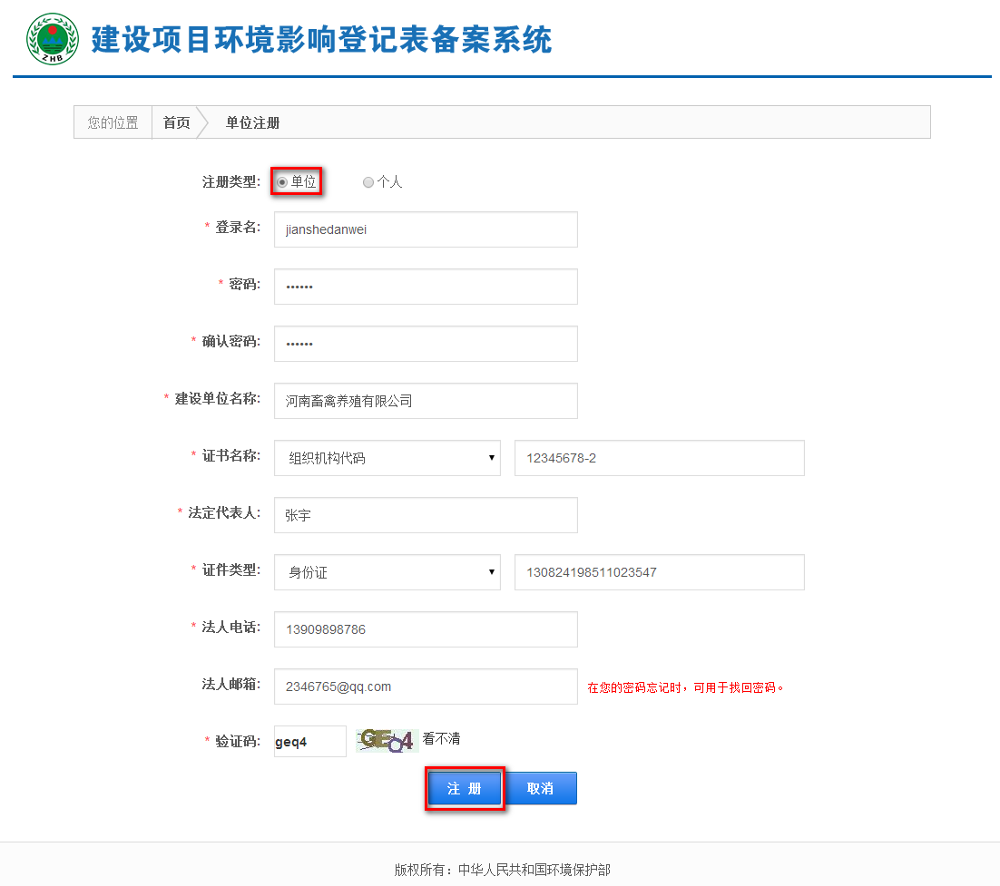 ZHB
建设项目环境影响登记表备案系统
您的位置 首页 单位注册
注册类型: 单位 个人
* 登录名: jianshedanwei
* 密码: ••••••
* 确认密码: ••••••
* 建设单位名称: 河南畜禽养殖有限公司
* 证书名称: 组织机构代码 12345678-2
* 法定代表人: 张宇
* 证件类型: 身份证 130824198511023547
* 法人电话: 13909898786
法人邮箱: 2346765@qq.com 在您的密码忘记时，可用于找回密码。
* 验证码: geq4 GEQ4 看不清
注 册 取消
版权所有：中华人民共和国环境保护部